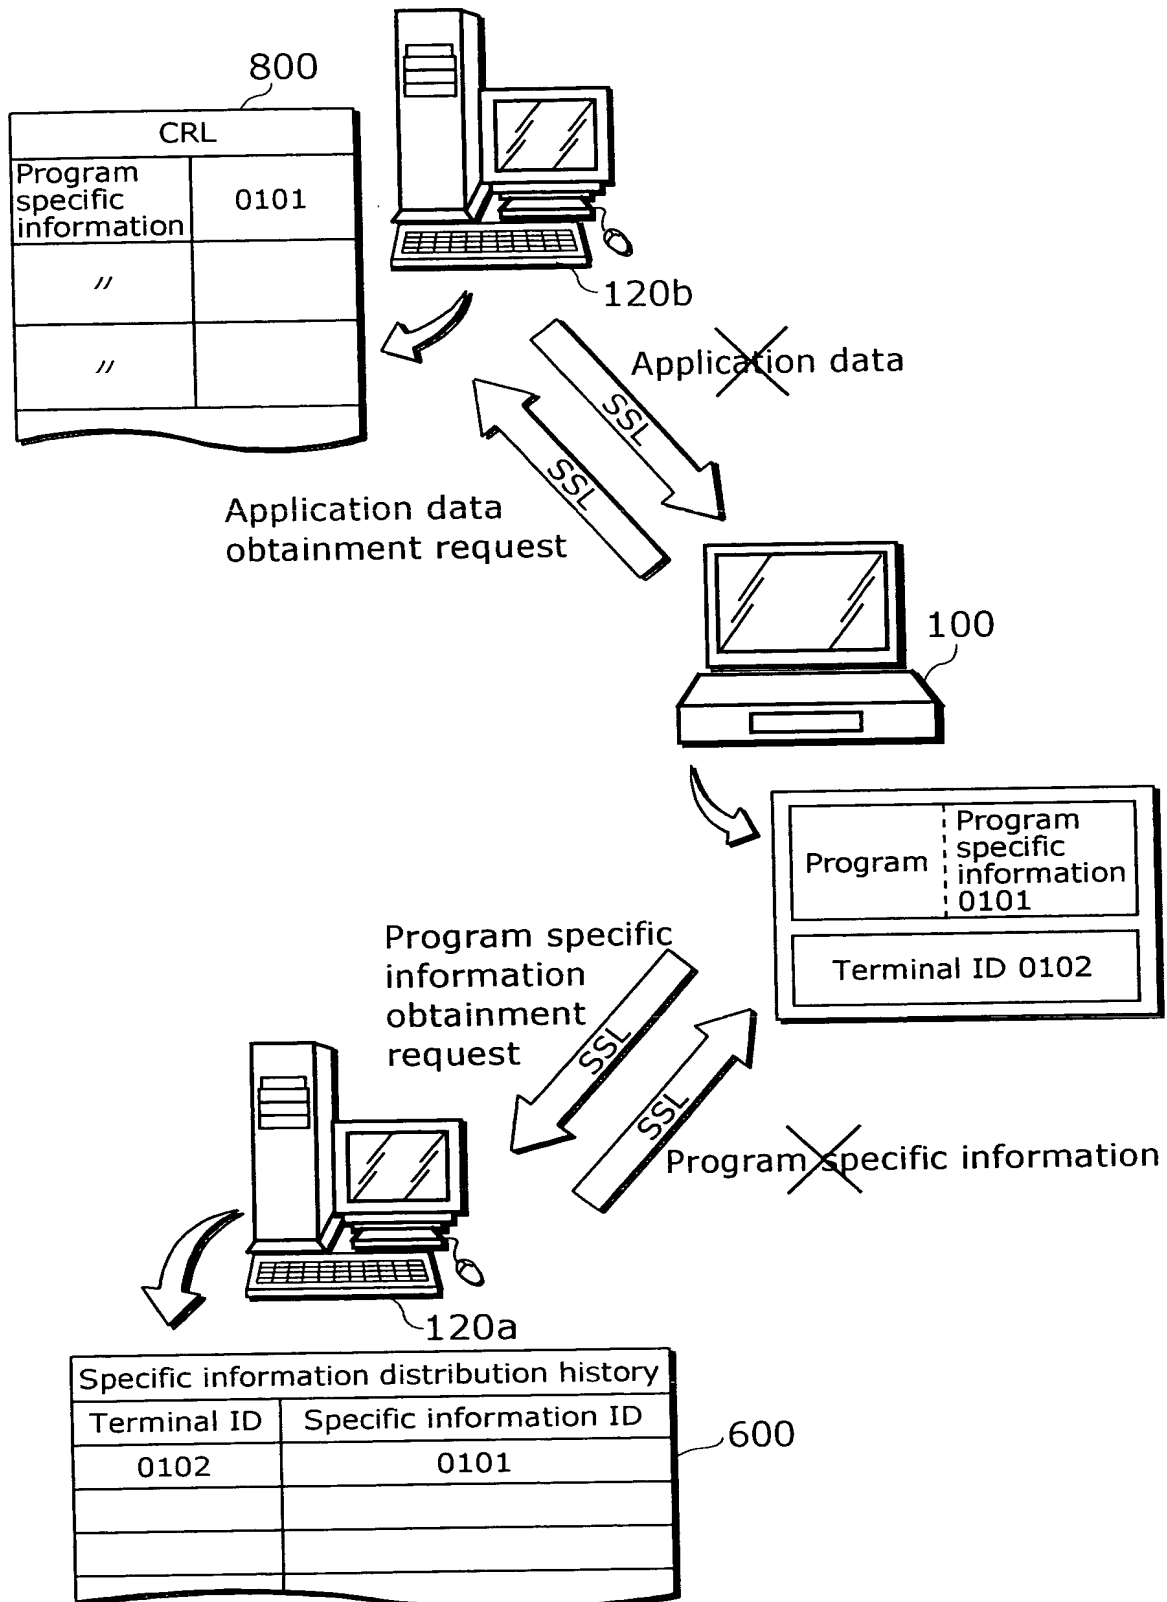 800
CRL
Program
specific
information
0101
〃
〃
120b
Application data
SSL
SSL
Application data
obtainment request
100
Program
Program
specific
information
0101
Terminal ID 0102
Program specific
information
obtainment
request
SSL
SSL
Program specific information
120a
Specific information distribution history
Terminal ID
Specific information ID
0102
0101
600